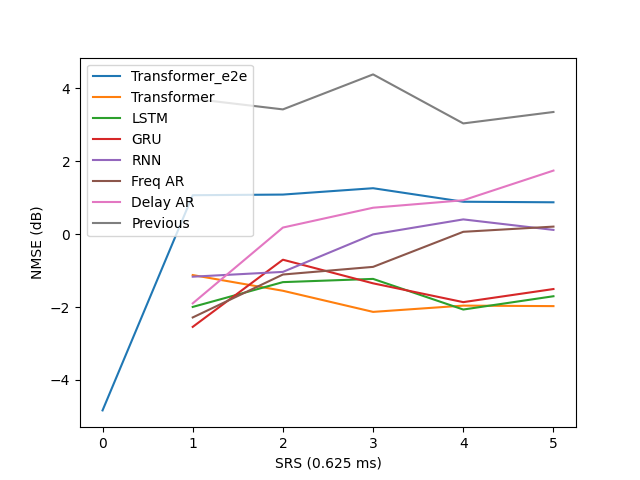 Transformer_e2e
Transformer
LSTM
GRU
RNN
Freq AR
Delay AR
Previous
NMSE (dB)
4
2
0
−2
−4
0 1 2 3 4 5
SRS (0.625 ms)